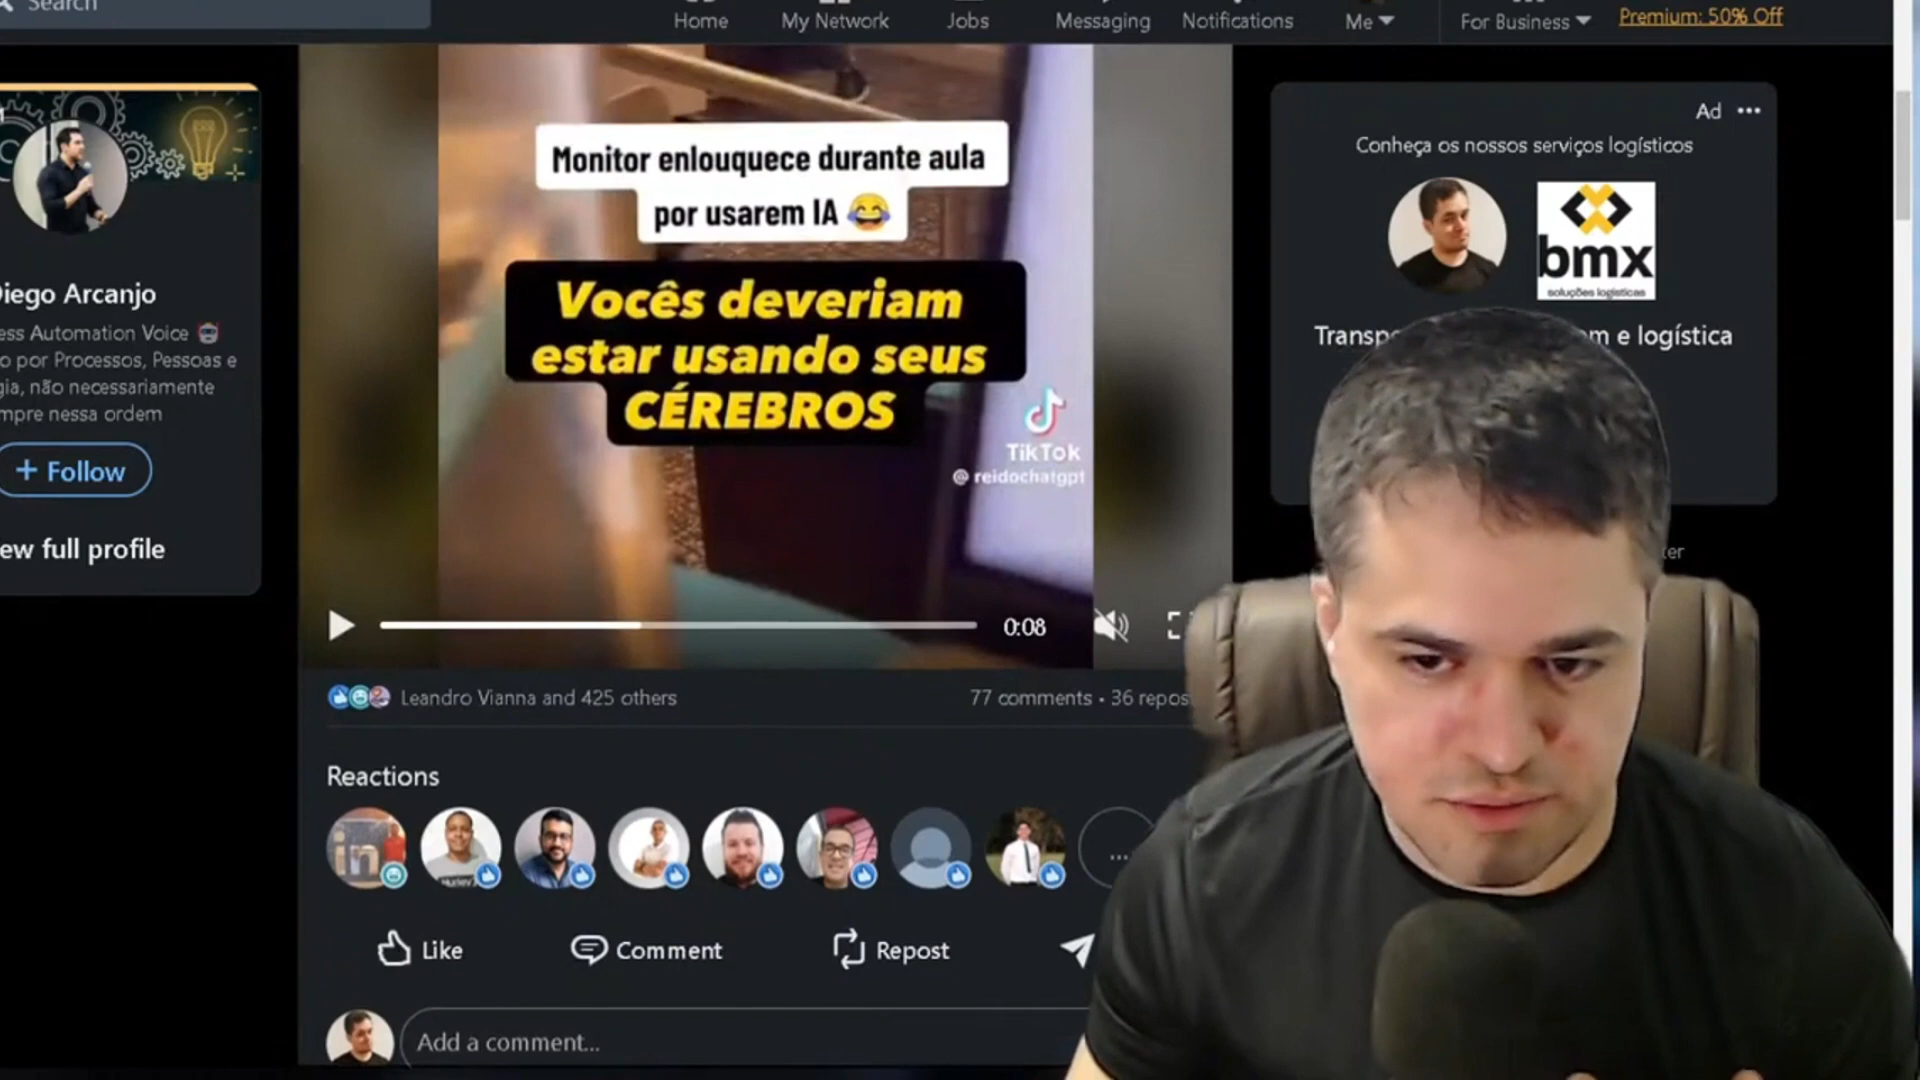 Search
Home
My Network
Jobs
Messaging
Notifications
Me
For Business
Premium: 50% Off
iego Arcanjo
ess Automation Voice
o por Processos, Pessoas e
gia, não necessariamente
mpre nessa ordem
+ Follow
ew full profile
Monitor enlouquece durante aula
por usarem IA 😂
Vocês deveriam
estar usando seus
CÉREBROS
TikTok
@reidochatgpt
0:08
Ad
Conheça os nossos serviços logísticos
bmx
soluções logísticas
Transpo m e logística
ter
Leandro Vianna and 425 others
77 comments • 36 repos
Reactions
Like
Comment
Repost
Add a comment...